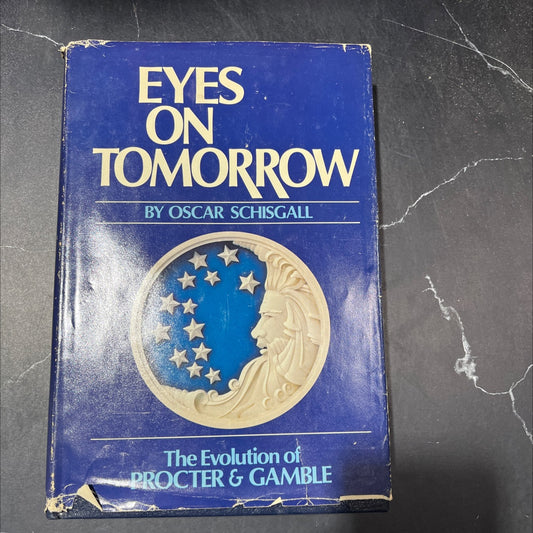 EYES
ON
TOMORROW
BY OSCAR SCHISGALL
The Evolution of
PROCTER & GAMBLE